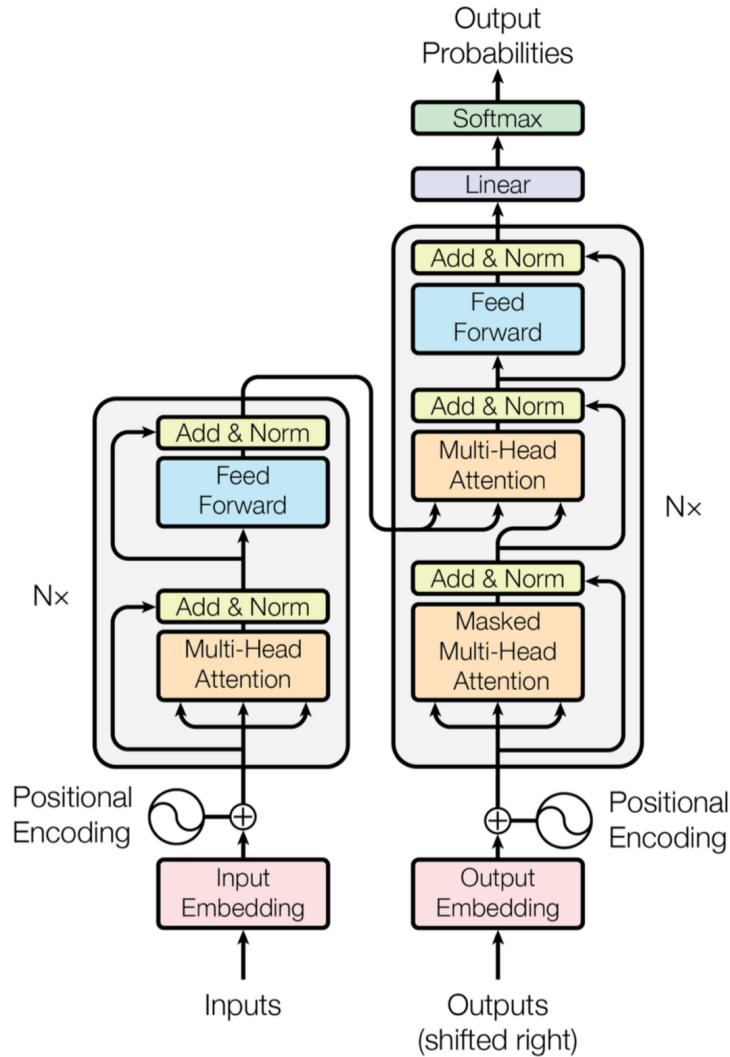 Output
Probabilities
Softmax
Linear
Add & Norm
Feed
Forward
Add & Norm
Multi-Head
Attention
Nx
Add & Norm
Masked
Multi-Head
Attention
Add & Norm
Feed
Forward
Nx
Add & Norm
Multi-Head
Attention
Positional
Encoding
Positional
Encoding
Input
Embedding
Output
Embedding
Inputs
Outputs
(shifted right)